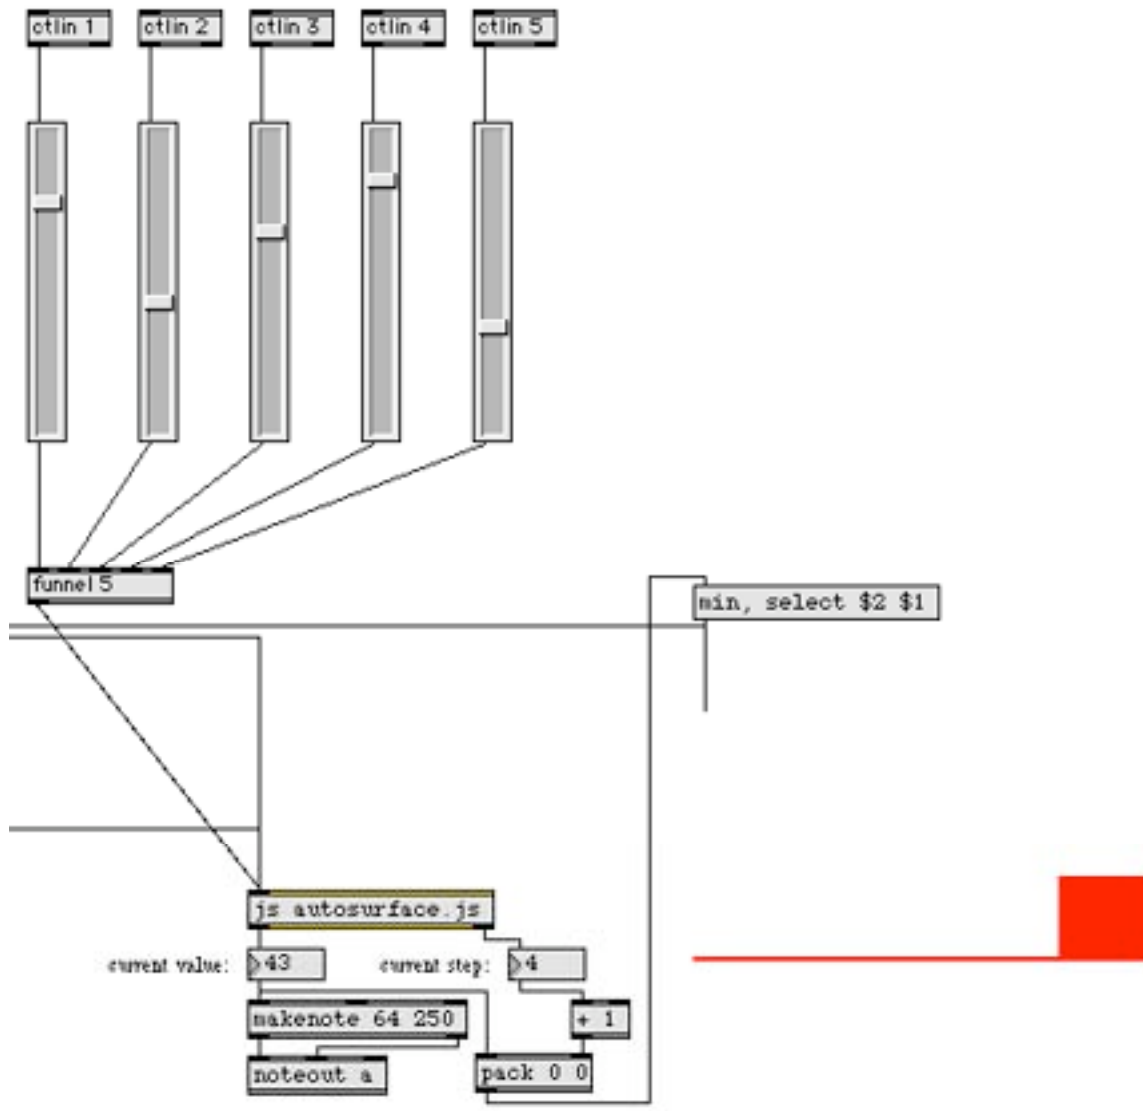 ctlin 1 ctlin 2 ctlin 3 ctlin 4 ctlin 5
funnel 5
min, select $2 $1
js autosurface.js
current value: 43 current step: 4
makenote 64 250 + 1
noteout a pack 0 0